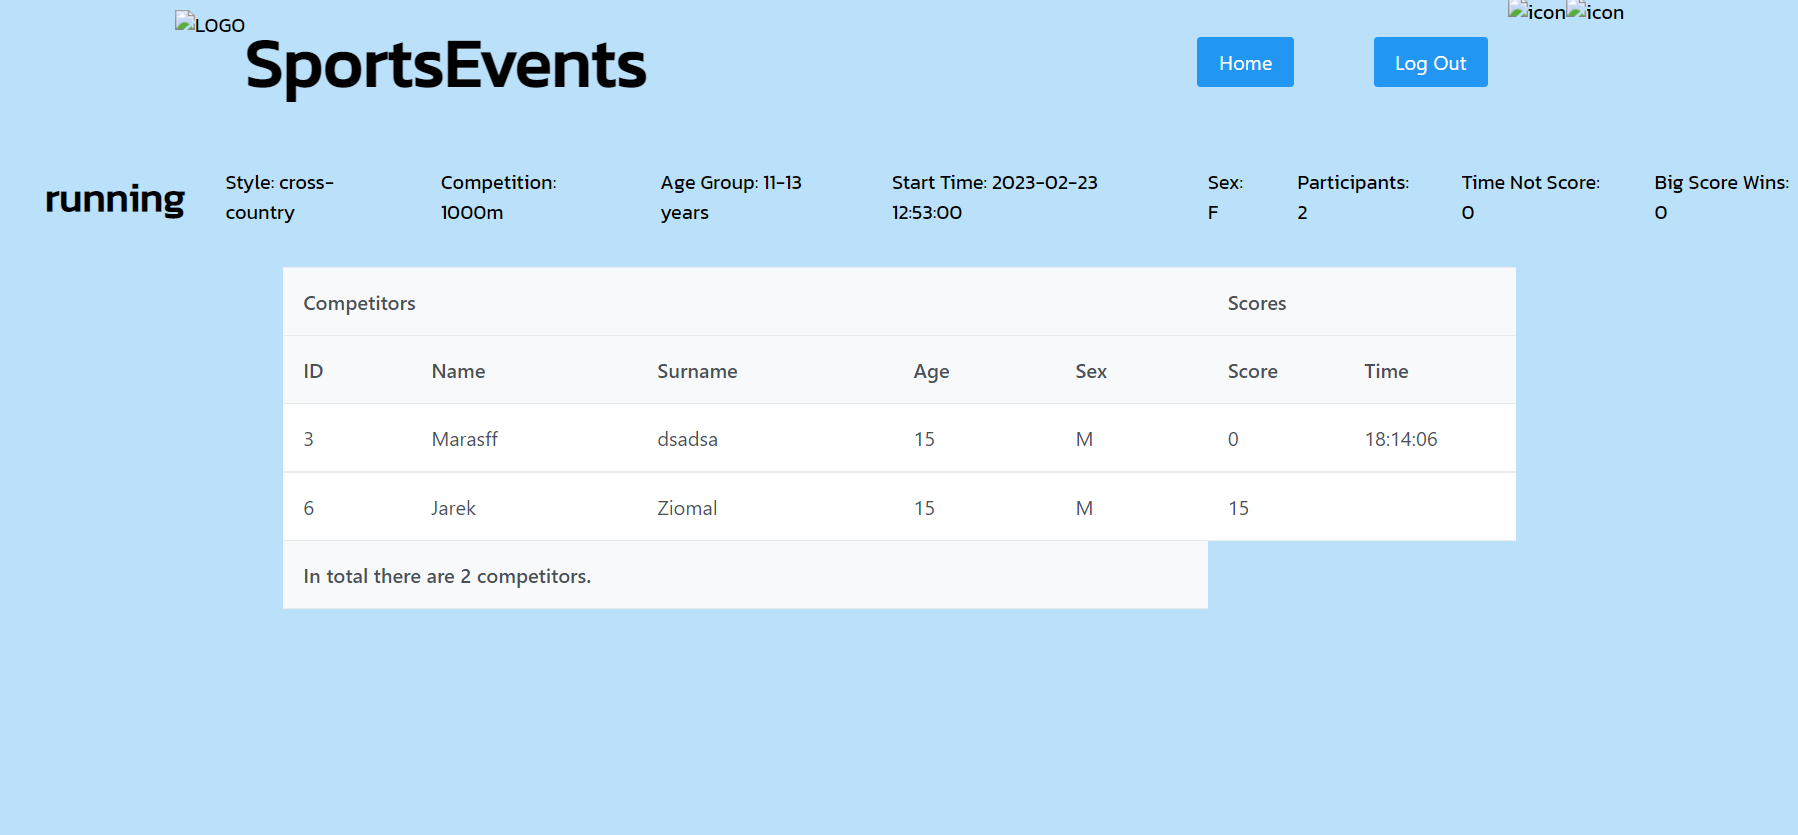 LOGO
SportsEvents
Home
Log Out
icon icon
running
Style: cross-
country
Competition:
1000m
Age Group: 11-13
years
Start Time: 2023-02-23
12:53:00
Sex:
F
Participants:
2
Time Not Score:
0
Big Score Wins:
0
Competitors Scores
ID Name Surname Age Sex Score Time
3 Marasff dsadsa 15 M 0 18:14:06
6 Jarek Ziomal 15 M 15
In total there are 2 competitors.